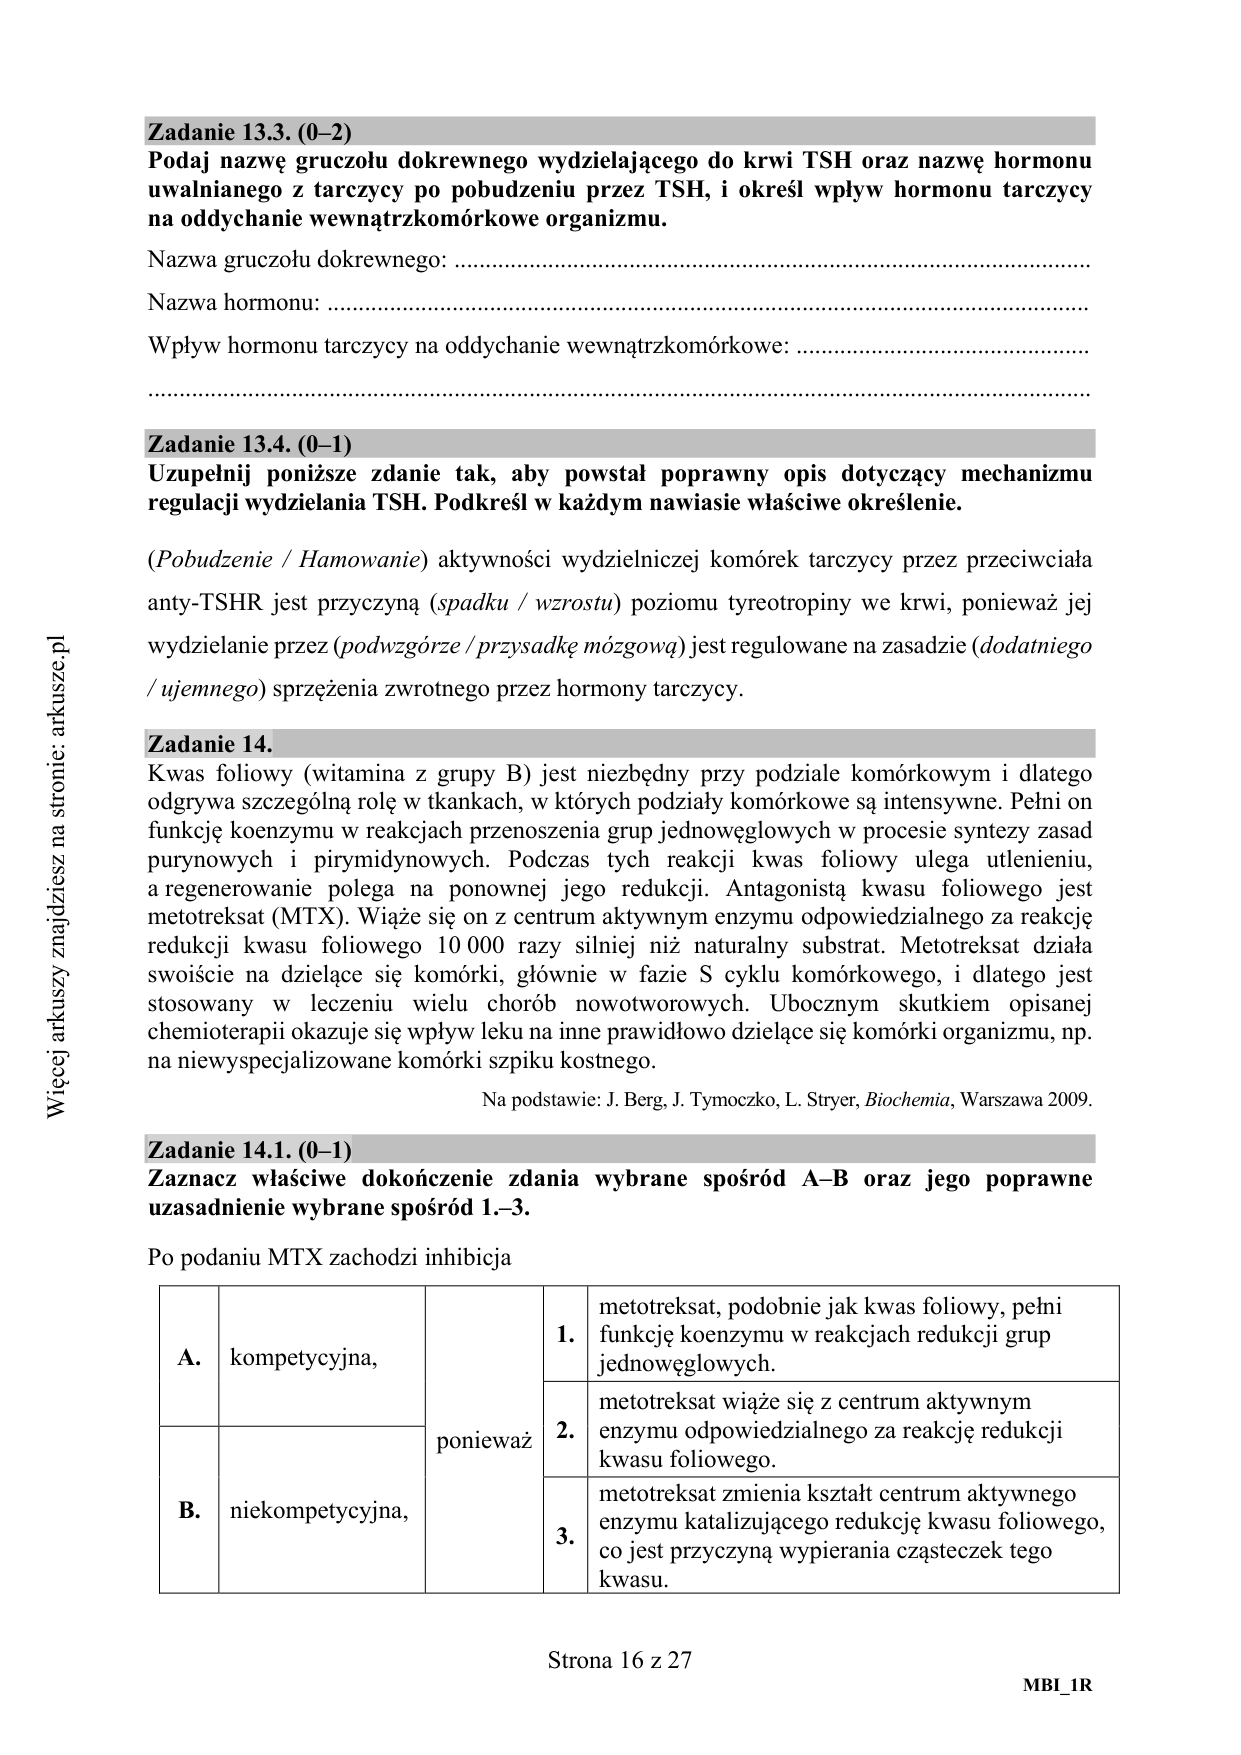 Zadanie 13.3. (0–2)
Podaj nazwę gruczołu dokrewnego wydzielającego do krwi TSH oraz nazwę hormonu
uwalnianego z tarczycy po pobudzeniu przez TSH, i określ wpływ hormonu tarczycy
na oddychanie wewnątrzkomórkowe organizmu.
Nazwa gruczołu dokrewnego: ......................................................................................................
Nazwa hormonu: ..........................................................................................................................
Wpływ hormonu tarczycy na oddychanie wewnątrzkomórkowe: ...............................................
.......................................................................................................................................................
Zadanie 13.4. (0–1)
Uzupełnij poniższe zdanie tak, aby powstał poprawny opis dotyczący mechanizmu
regulacji wydzielania TSH. Podkreśl w każdym nawiasie właściwe określenie.
(Pobudzenie / Hamowanie) aktywności wydzielniczej komórek tarczycy przez przeciwciała
anty-TSHR jest przyczyną (spadku / wzrostu) poziomu tyreotropiny we krwi, ponieważ jej
wydzielanie przez (podwzgórze / przysadkę mózgową) jest regulowane na zasadzie (dodatniego
/ ujemnego) sprzężenia zwrotnego przez hormony tarczycy.
Zadanie 14.
Kwas foliowy (witamina z grupy B) jest niezbędny przy podziale komórkowym i dlatego
odgrywa szczególną rolę w tkankach, w których podziały komórkowe są intensywne. Pełni on
funkcję koenzymu w reakcjach przenoszenia grup jednowęglowych w procesie syntezy zasad
purynowych i pirymidynowych. Podczas tych reakcji kwas foliowy ulega utlenieniu,
a regenerowanie polega na ponownej jego redukcji. Antagonistą kwasu foliowego jest
metotreksat (MTX). Wiąże się on z centrum aktywnym enzymu odpowiedzialnego za reakcję
redukcji kwasu foliowego 10 000 razy silniej niż naturalny substrat. Metotreksat działa
swoiście na dzielące się komórki, głównie w fazie S cyklu komórkowego, i dlatego jest
stosowany w leczeniu wielu chorób nowotworowych. Ubocznym skutkiem opisanej
chemioterapii okazuje się wpływ leku na inne prawidłowo dzielące się komórki organizmu, np.
na niewyspecjalizowane komórki szpiku kostnego.
Na podstawie: J. Berg, J. Tymoczko, L. Stryer, Biochemia, Warszawa 2009.
Zadanie 14.1. (0–1)
Zaznacz właściwe dokończenie zdania wybrane spośród A–B oraz jego poprawne
uzasadnienie wybrane spośród 1.–3.
Po podaniu MTX zachodzi inhibicja
A. kompetycyjna,
B. niekompetycyjna,
ponieważ
1. metotreksat, podobnie jak kwas foliowy, pełni
funkcję koenzymu w reakcjach redukcji grup
jednowęglowych.
2. metotreksat wiąże się z centrum aktywnym
enzymu odpowiedzialnego za reakcję redukcji
kwasu foliowego.
3. metotreksat zmienia kształt centrum aktywnego
enzymu katalizującego redukcję kwasu foliowego,
co jest przyczyną wypierania cząsteczek tego
kwasu.
Strona 16 z 27
MBI_1R
Więcej arkuszy znajdziesz na stronie: arkusze.pl